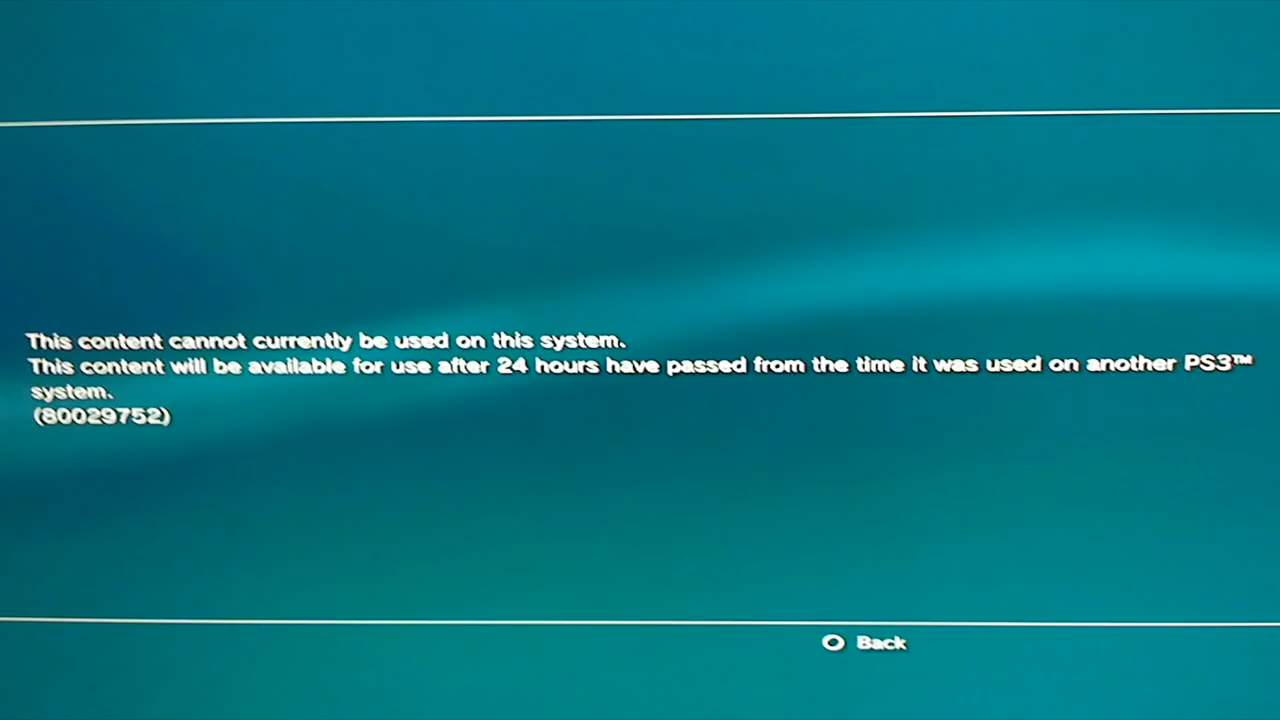 This content cannot currently be used on this system.
This content will be available for use after 24 hours have passed from the time it was used on another PS3™
system.
(80029752)
Back